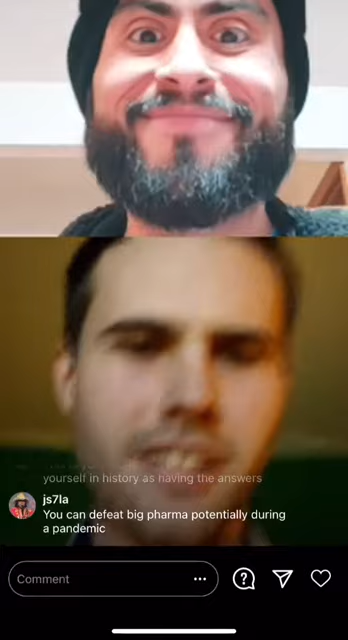 yourself in history as having the answers
js7la
You can defeat big pharma potentially during
a pandemic
Comment